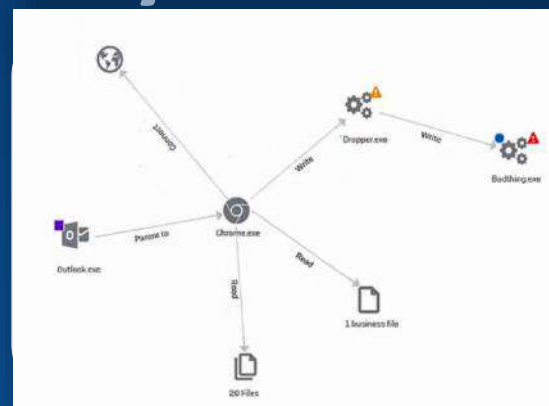 Connect
Dropper.exe
Write
Write
Badthing.exe
Chrome.exe
Parent to
Outlook.exe
Read
Read
1 business file
20 Files